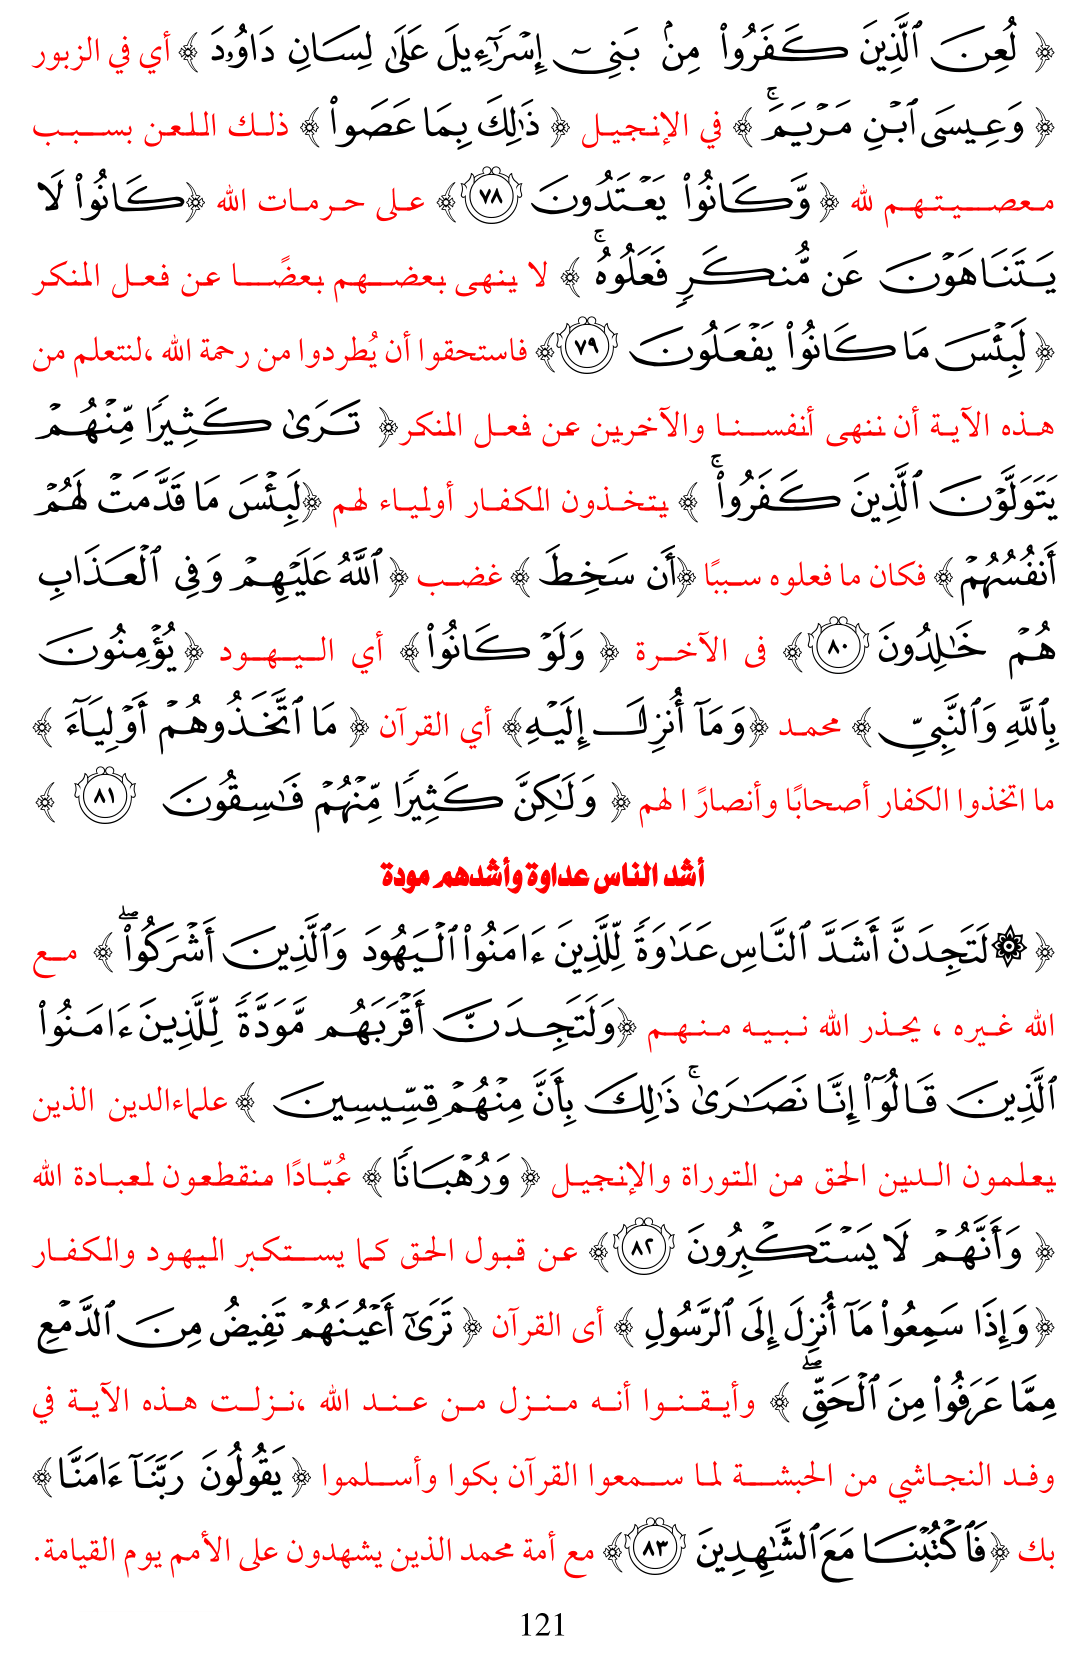 ﴿ لُعِنَ ٱلَّذِينَ كَفَرُوا۟ مِنۢ بَنِىٓ إِسْرَٰٓءِيلَ عَلَىٰ لِسَانِ دَاوُۥدَ ﴾ أي في الزبور
﴿ وَعِيسَى ٱبْنِ مَرْيَمَ ۚ ﴾ في الإنجيل ﴿ ذَٰلِكَ بِمَا عَصَوا۟ ﴾ ذلك اللعن بسبب
معصيتهم لله ﴿ وَّكَانُوا۟ يَعْتَدُونَ ٧٨ ﴾ على حرمات الله ﴿كَانُوا۟ لَا
يَتَنَاهَوْنَ عَن مُّنكَرٍ فَعَلُوهُ ۚ ﴾ لا ينهى بعضهم بعضًا عن فعل المنكر
﴿ لَبِئْسَ مَا كَانُوا۟ يَفْعَلُونَ ٧٩ ﴾ فاستحقوا أن يُطردوا من رحمة الله ،لنتعلم من
هذه الآية أن ننهى أنفسنا والآخرين عن فعل المنكر﴿ تَرَىٰ كَثِيرًا مِّنْهُمْ
يَتَوَلَّوْنَ ٱلَّذِينَ كَفَرُوا۟ ۚ ﴾ يتخذون الكفار أولياء لهم ﴿لَبِئْسَ مَا قَدَّمَتْ لَهُمْ
أَنفُسُهُمْ﴾ فكان ما فعلوه سببًا ﴿أَن سَخِطَ ﴾ غضب ﴿ ٱللَّهُ عَلَيْهِمْ وَفِى ٱلْعَذَابِ
هُمْ خَٰلِدُونَ ٨٠ ﴾ فى الآخرة ﴿ وَلَوْ كَانُوا۟﴾ أي اليهود ﴿يُؤْمِنُونَ
بِٱللَّهِ وَٱلنَّبِىِّ ﴾ محمد ﴿وَمَآ أُنزِلَ إِلَيْهِ﴾ أي القرآن ﴿ مَا ٱتَّخَذُوهُمْ أَوْلِيَآءَ ﴾
ما اتخذوا الكفار أصحابًا وأنصارً ا لهم ﴿ وَلَٰكِنَّ كَثِيرًا مِّنْهُمْ فَٰسِقُونَ ٨١ ﴾
أشد الناس عداوة وأشدهم مودة
﴿ ۞لَتَجِدَنَّ أَشَدَّ ٱلنَّاسِ عَدَٰوَةً لِّلَّذِينَ ءَامَنُوا۟ ٱلْيَهُودَ وَٱلَّذِينَ أَشْرَكُوا۟ ۖ ﴾ مع
الله غيره ، يحذر الله نبيه منهم ﴿وَلَتَجِدَنَّ أَقْرَبَهُم مَّوَدَّةً لِّلَّذِينَ ءَامَنُوا۟
ٱلَّذِينَ قَالُوٓا۟ إِنَّا نَصَٰرَىٰ ۚ ذَٰلِكَ بِأَنَّ مِنْهُمْ قِسِّيسِينَ ﴾ علماءالدين الذين
يعلمون الدين الحق من التوراة والإنجيل ﴿ وَرُهْبَانًا ﴾ عُبّادًا منقطعون لعبادة الله
﴿ وَأَنَّهُمْ لَا يَسْتَكْبِرُونَ ٨٢ ﴾ عن قبول الحق كما يستكبر اليهود والكفار
﴿ وَإِذَا سَمِعُوا۟ مَآ أُنزِلَ إِلَى ٱلرَّسُولِ ﴾ أى القرآن ﴿ تَرَىٰٓ أَعْيُنَهُمْ تَفِيضُ مِنَ ٱلدَّمْعِ
مِمَّا عَرَفُوا۟ مِنَ ٱلْحَقِّ ۖ ﴾ وأيقنوا أنه منزل من عند الله ،نزلت هذه الآية في
وفد النجاشي من الحبشة لما سمعوا القرآن بكوا وأسلموا ﴿ يَقُولُونَ رَبَّنَآ ءَامَنَّا ﴾
بك ﴿فَٱكْتُبْنَا مَعَ ٱلشَّٰهِدِينَ ٨٣ ﴾ مع أمة محمد الذين يشهدون على الأمم يوم القيامة.
121